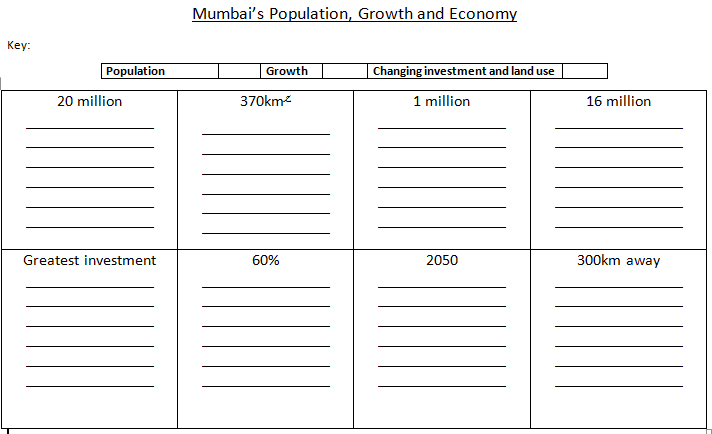 Mumbai's Population, Growth and Economy
Key:
Population Growth Changing investment and land use
20 million 370km² 1 million 16 million
Greatest investment 60% 2050 300km away